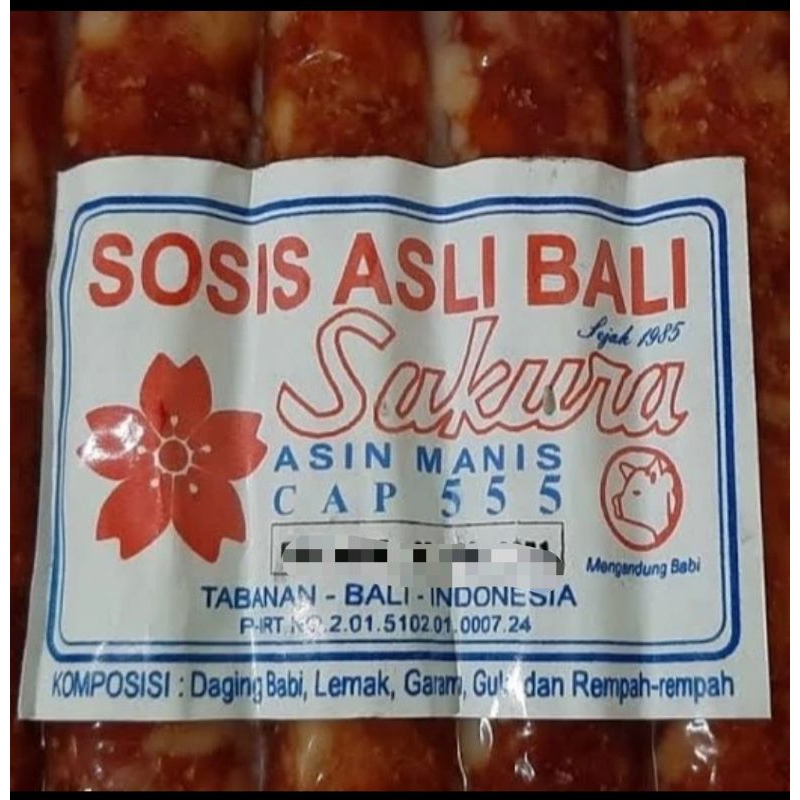 SOSIS ASLI BALI
Sejak 1985
Sakura
ASIN MANIS
CAP 555
Mengandung Babi
TABANAN - BALI - INDONESIA
P-IRT NO.2.01.5102.01.0007.24
KOMPOSISI : Daging Babi, Lemak, Garam, Gula dan Rempah-rempah